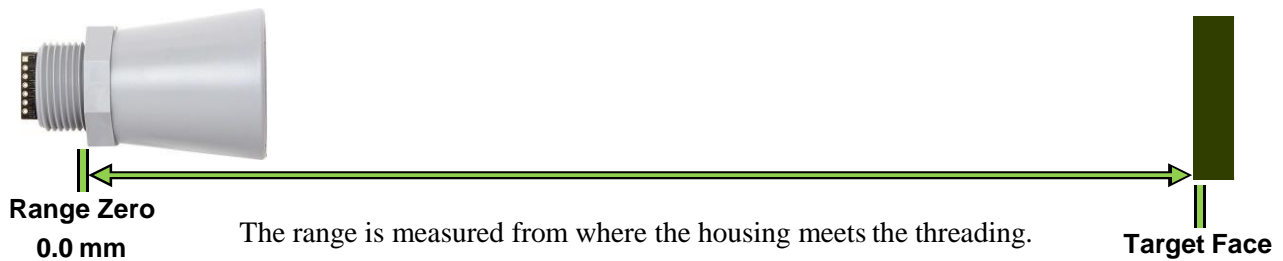 Range Zero
0.0 mm
The range is measured from where the housing meets the threading.
Target Face